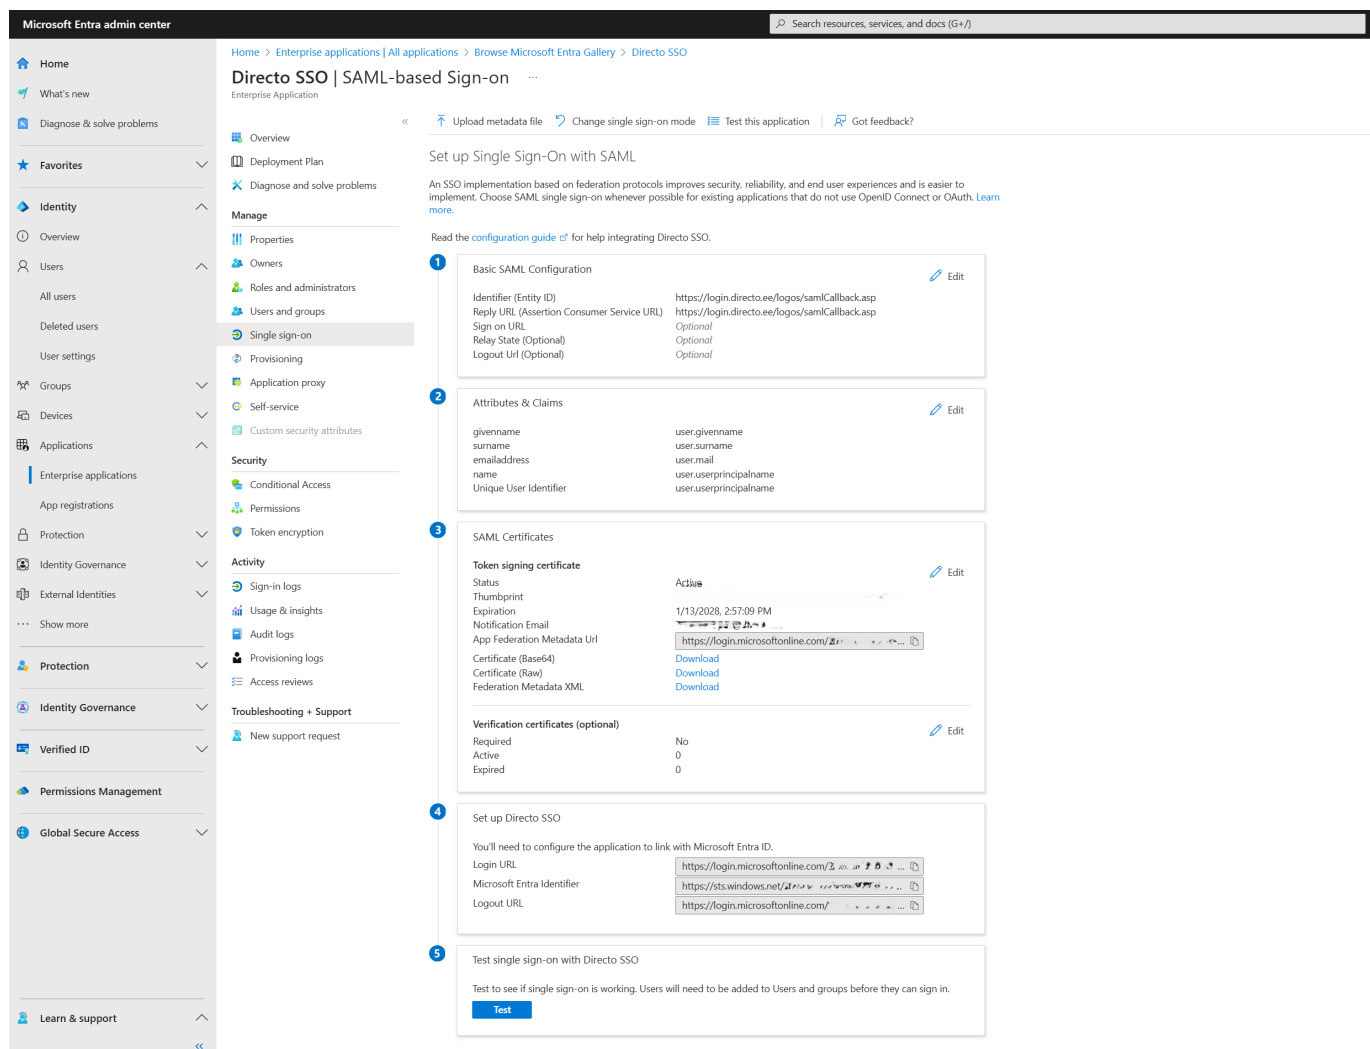 Microsoft Entra admin center
Search resources, services, and docs (G+/)
Home
What's new
Diagnose & solve problems
Favorites
Identity
Overview
Users
All users
Deleted users
User settings
Groups
Devices
Applications
Enterprise applications
App registrations
Protection
Identity Governance
External Identities
Show more
Protection
Identity Governance
Verified ID
Permissions Management
Global Secure Access
Learn & support
Home > Enterprise applications | All applications > Browse Microsoft Entra Gallery > Directo SSO
Directo SSO | SAML-based Sign-on ...
Enterprise Application
Overview
Deployment Plan
Diagnose and solve problems
Manage
Properties
Owners
Roles and administrators
Users and groups
Single sign-on
Provisioning
Application proxy
Self-service
Custom security attributes
Security
Conditional Access
Permissions
Token encryption
Activity
Sign-in logs
Usage & insights
Audit logs
Provisioning logs
Access reviews
Troubleshooting + Support
New support request
Upload metadata file Change single sign-on mode Test this application Got feedback?
Set up Single Sign-On with SAML
An SSO implementation based on federation protocols improves security, reliability, and end user experiences and is easier to
implement. Choose SAML single sign-on whenever possible for existing applications that do not use OpenID Connect or OAuth. Learn
more.
Read the configuration guide for help integrating Directo SSO.
1
Basic SAML Configuration
Edit
Identifier (Entity ID) https://login.directo.ee/logos/samlCallback.asp
Reply URL (Assertion Consumer Service URL) https://login.directo.ee/logos/samlCallback.asp
Sign on URL Optional
Relay State (Optional) Optional
Logout Url (Optional) Optional
2
Attributes & Claims
Edit
givenname user.givenname
surname user.surname
emailaddress user.mail
name user.userprincipalname
Unique User Identifier user.userprincipalname
3
SAML Certificates
Token signing certificate
Edit
Status Active
Thumbprint
Expiration 1/13/2028, 2:57:09 PM
Notification Email
App Federation Metadata Url https://login.microsoftonline.com/ ...
Certificate (Base64) Download
Certificate (Raw) Download
Federation Metadata XML Download
Verification certificates (optional)
Edit
Required No
Active 0
Expired 0
4
Set up Directo SSO
You'll need to configure the application to link with Microsoft Entra ID.
Login URL https://login.microsoftonline.com/ ...
Microsoft Entra Identifier https://sts.windows.net/ ...
Logout URL https://login.microsoftonline.com/ ...
5
Test single sign-on with Directo SSO
Test to see if single sign-on is working. Users will need to be added to Users and groups before they can sign in.
Test